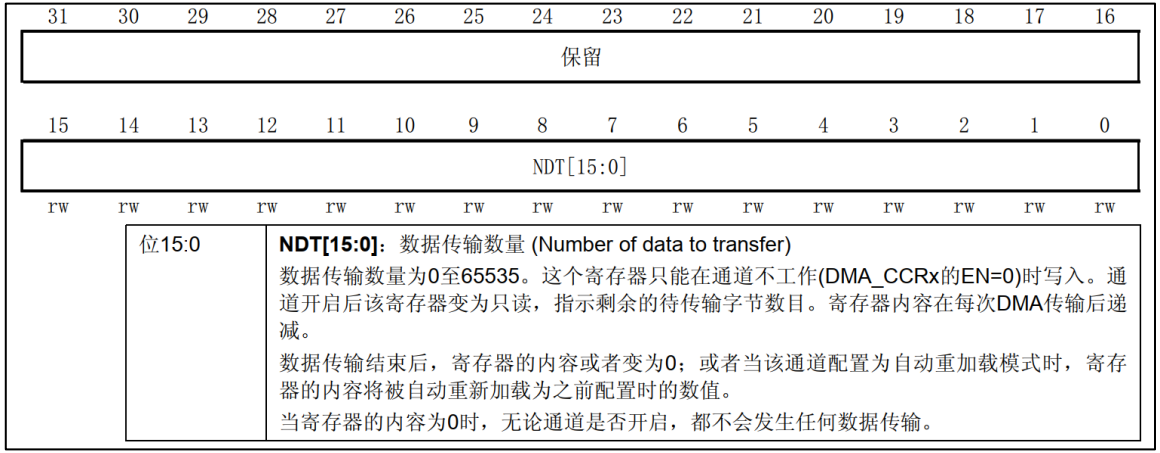 31 30 29 28 27 26 25 24 23 22 21 20 19 18 17 16
保留
15 14 13 12 11 10 9 8 7 6 5 4 3 2 1 0
NDT[15:0]
rw rw rw rw rw rw rw rw rw rw rw rw rw rw rw rw
位15:0 NDT[15:0]：数据传输数量 (Number of data to transfer)
数据传输数量为0至65535。这个寄存器只能在通道不工作(DMA_CCRx的EN=0)时写入。通
道开启后该寄存器变为只读，指示剩余的待传输字节数目。寄存器内容在每次DMA传输后递
减。
数据传输结束后，寄存器的内容或者变为0；或者当该通道配置为自动重加载模式时，寄存
器的内容将被自动重新加载为之前配置时的数值。
当寄存器的内容为0时，无论通道是否开启，都不会发生任何数据传输。